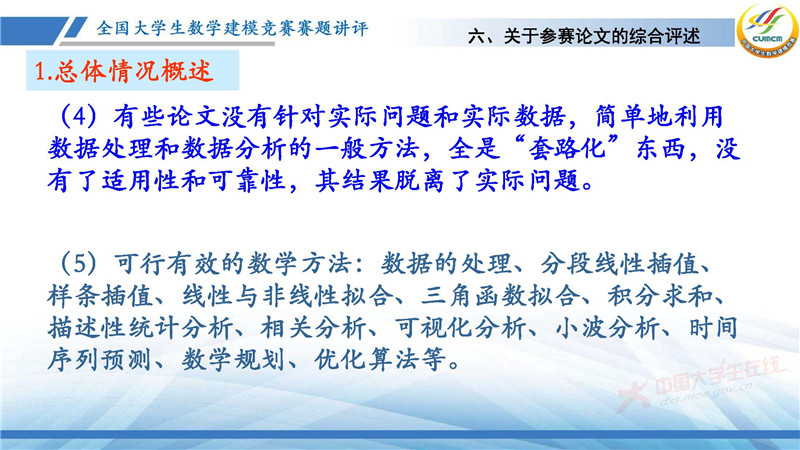 全国大学生数学建模竞赛赛题讲评
六、关于参赛论文的综合评述
CUMCM
1.总体情况概述
（4）有些论文没有针对实际问题和实际数据，简单地利用
数据处理和数据分析的一般方法，全是“套路化”东西，没
有了适用性和可靠性，其结果脱离了实际问题。
（5）可行有效的数学方法：数据的处理、分段线性插值、
样条插值、线性与非线性拟合、三角函数拟合、积分求和、
描述性统计分析、相关分析、可视化分析、小波分析、时间
序列预测、数学规划、优化算法等。
中国大学生在线
dxs.moe.gov.cn